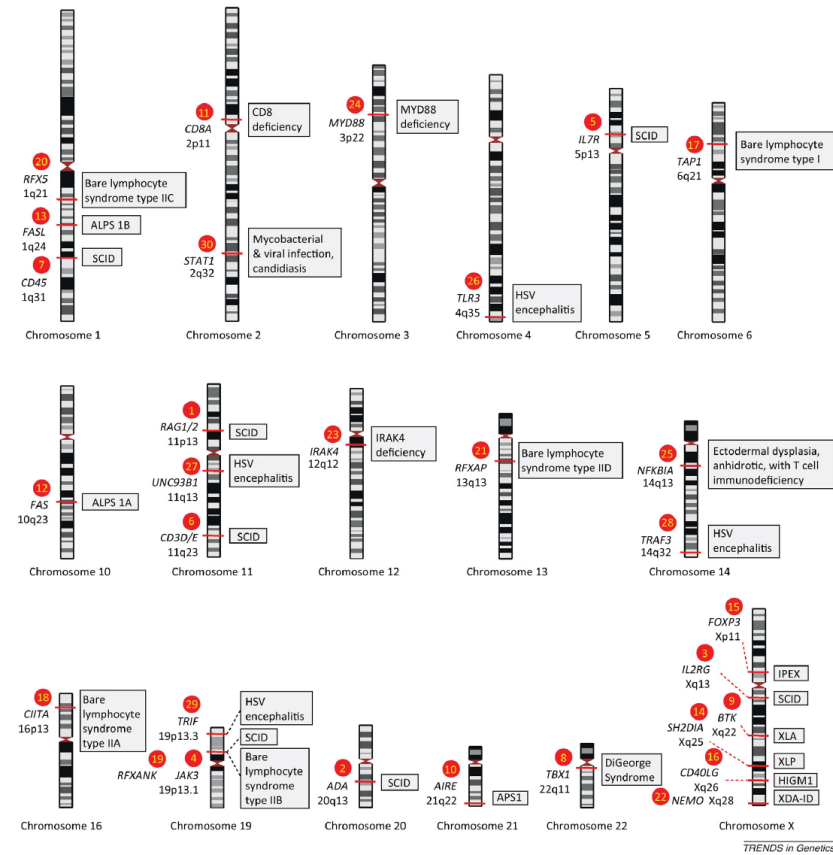 20
RFX5
1q21
Bare lymphocyte
syndrome type IIC
13
FASL
1q24
ALPS 1B
7
CD45
1q31
SCID
Chromosome 1
11
CD8A
2p11
CD8
deficiency
30
STAT1
2q32
Mycobacterial
& viral infection,
candidiasis
Chromosome 2
24
MYD88
3p22
MYD88
deficiency
Chromosome 3
26
TLR3
4q35
HSV
encephalitis
Chromosome 4
5
IL7R
5p13
SCID
Chromosome 5
17
TAP1
6q21
Bare lymphocyte
syndrome type I
Chromosome 6
12
FAS
10q23
ALPS 1A
Chromosome 10
1
RAG1/2
11p13
SCID
27
UNC93B1
11q13
HSV
encephalitis
6
CD3D/E
11q23
SCID
Chromosome 11
23
IRAK4
12q12
IRAK4
deficiency
Chromosome 12
21
RFXAP
13q13
Bare lymphocyte
syndrome type IID
Chromosome 13
25
NFKBIA
14q13
Ectodermal dysplasia,
anhidrotic, with T cell
immunodeficiency
28
TRAF3
14q32
HSV
encephalitis
Chromosome 14
18
CIITA
16p13
Bare
lymphocyte
syndrome
type IIA
Chromosome 16
29
TRIF
19p13.3
HSV
encephalitis
19
RFXANK
4
JAK3
19p13.1
SCID
Bare
lymphocyte
syndrome
type IIB
Chromosome 19
2
ADA
20q13
SCID
Chromosome 20
10
AIRE
21q22
APS1
Chromosome 21
8
TBX1
22q11
DiGeorge
Syndrome
Chromosome 22
15
FOXP3
Xp11
IPEX
3
IL2RG
Xq13
SCID
9
BTK
Xq22
XLA
14
SH2DIA
Xq25
XLP
16
CD40LG
Xq26
HIGM1
22
NEMO Xq28
XDA-ID
Chromosome X
TRENDS in Genetics